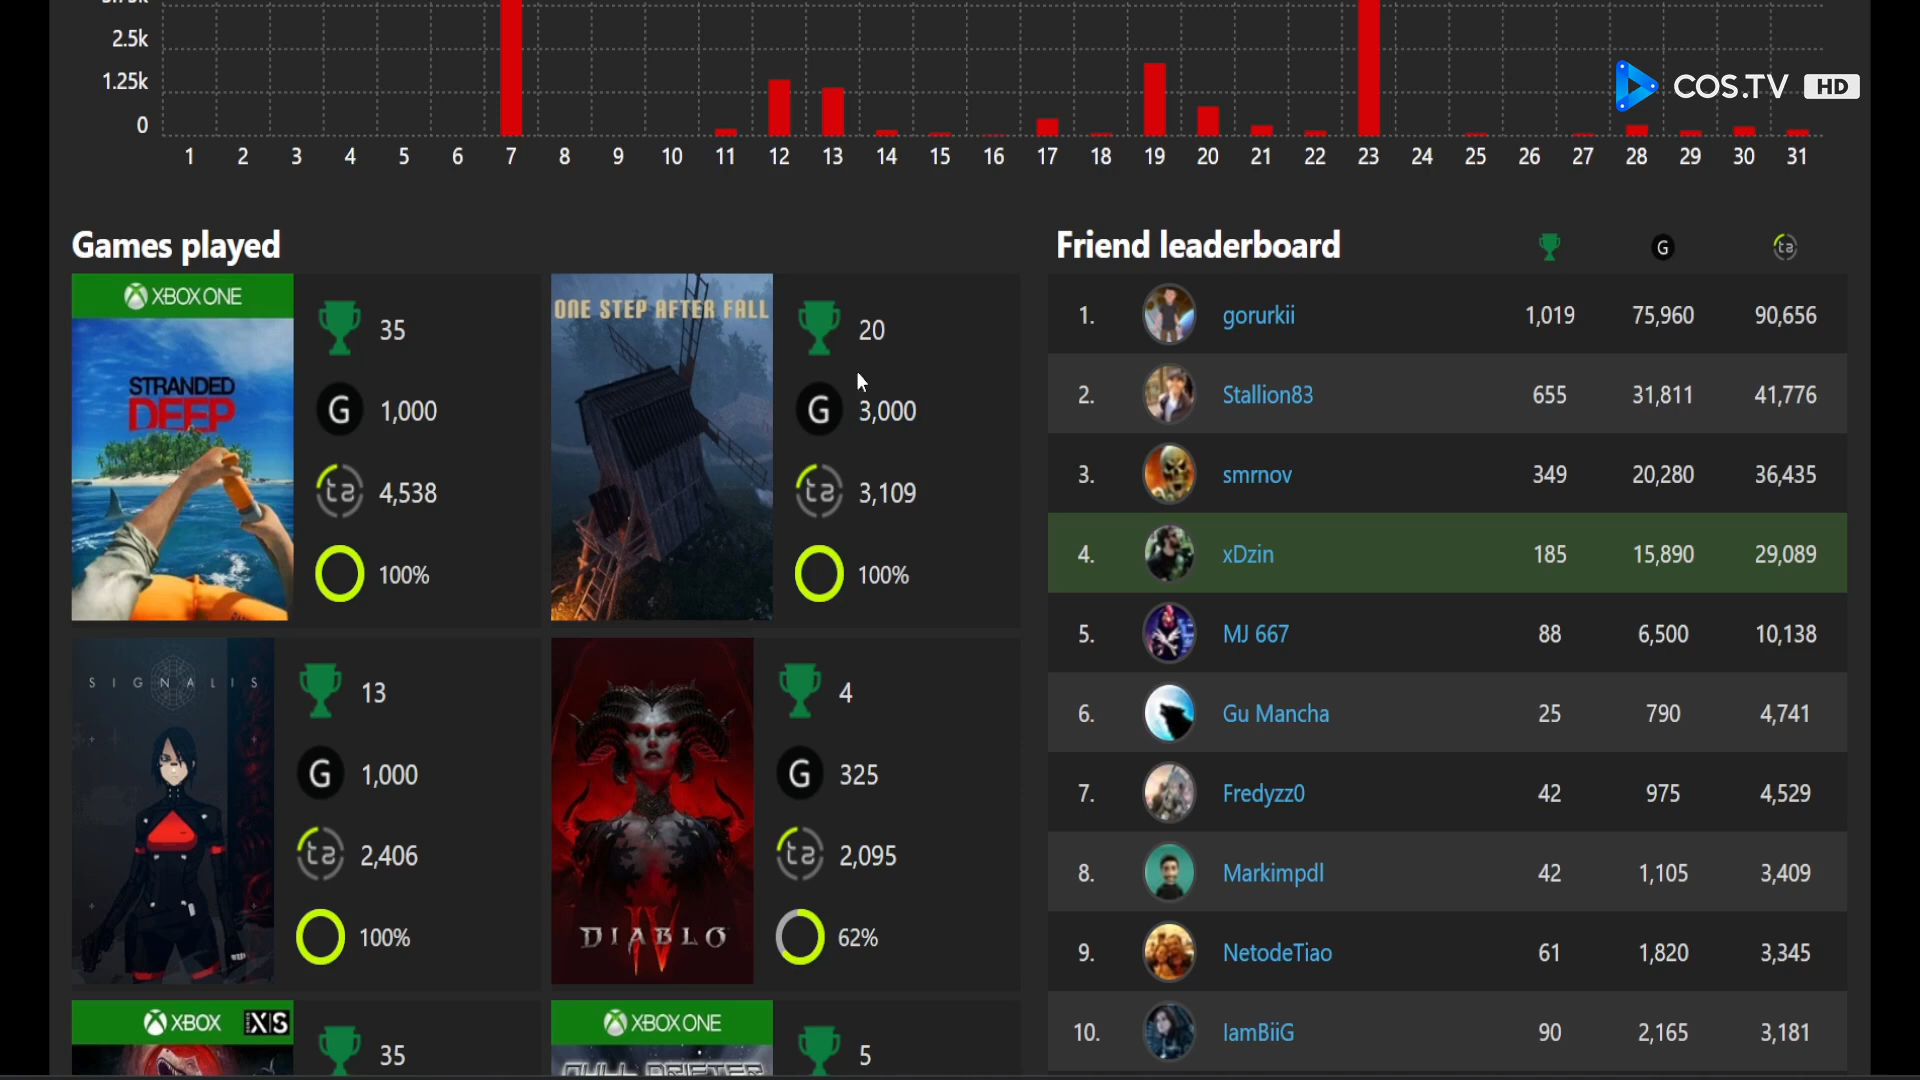 2.5k
1.25k
0
1 2 3 4 5 6 7 8 9 10 11 12 13 14 15 16 17 18 19 20 21 22 23 24 25 26 27 28 29 30 31
COS.TV HD
Games played
XBOX ONE
STRANDED
DEEP
35
G 1,000
ta 4,538
100%
ONE STEP AFTER FALL
20
G 3,000
ta 3,109
100%
SIGNALIS
13
G 1,000
ta 2,406
100%
DIABLO
IV
4
G 325
ta 2,095
62%
XBOX SERIES X|S
35
XBOX ONE
5
Friend leaderboard G ta
1. gorurkii 1,019 75,960 90,656
2. Stallion83 655 31,811 41,776
3. smrnov 349 20,280 36,435
4. xDzin 185 15,890 29,089
5. MJ 667 88 6,500 10,138
6. Gu Mancha 25 790 4,741
7. Fredyzz0 42 975 4,529
8. Markimpdl 42 1,105 3,409
9. NetodeTiao 61 1,820 3,345
10. IamBiiG 90 2,165 3,181